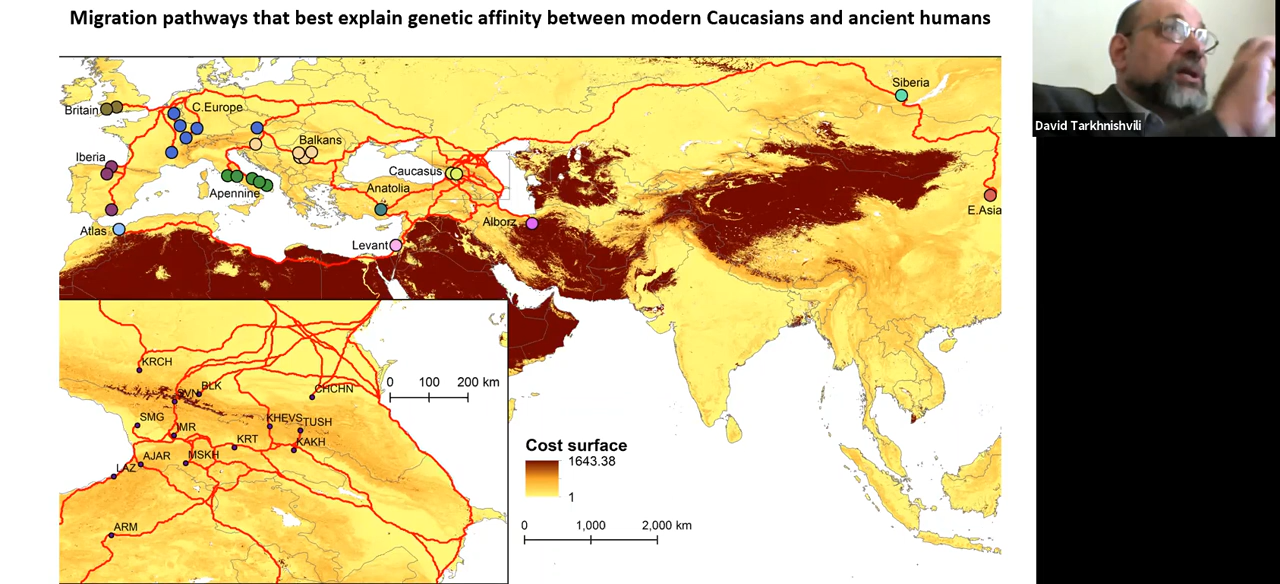 Migration pathways that best explain genetic affinity between modern Caucasians and ancient humans
David Tarkhnishvili
Siberia
Britain
C.Europe
Balkans
Iberia
Caucasus
Anatolia
Apennine
E.Asia
Atlas
Alborz
Levant
KRCH
0 100 200 km
BLK
CHCHN
SVN
SMG
IMR
KHEVS
TUSH
KRT
KAKH
AJAR
MSKH
LAZ
ARM
Cost surface
1643.38
1
0 1,000 2,000 km